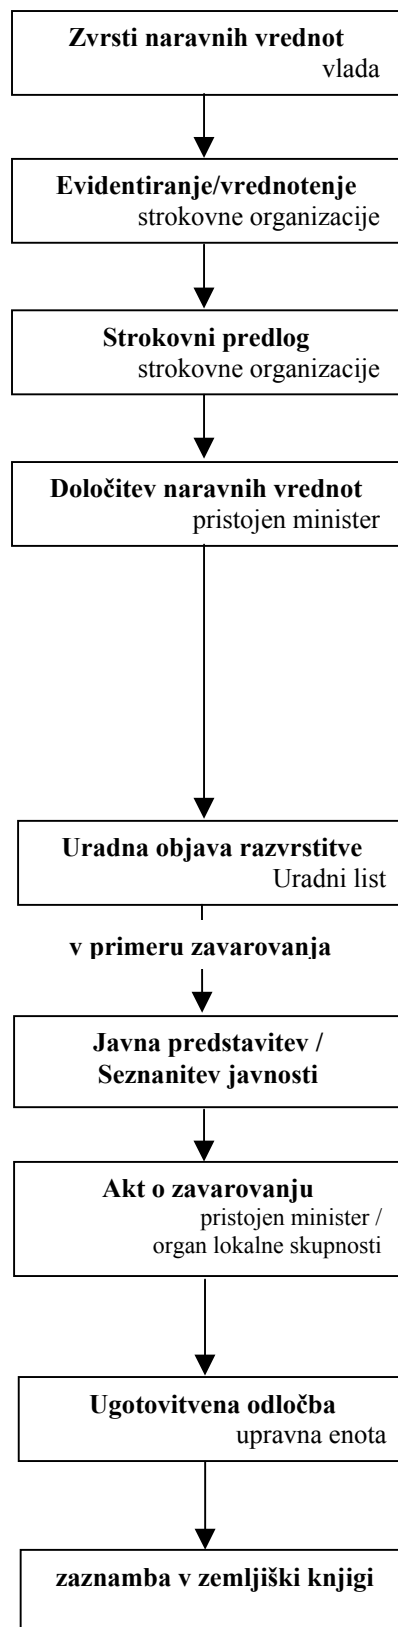 Zvrsti naravnih vrednot
vlada
Evidentiranje/vrednotenje
strokovne organizacije
Strokovni predlog
strokovne organizacije
Določitev naravnih vrednot
pristojen minister
Uradna objava razvrstitve
Uradni list
v primeru zavarovanja
Javna predstavitev /
Seznanitev javnosti
Akt o zavarovanju
pristojen minister /
organ lokalne skupnosti
Ugotovitvena odločba
upravna enota
zaznamba v zemljiški knjigi